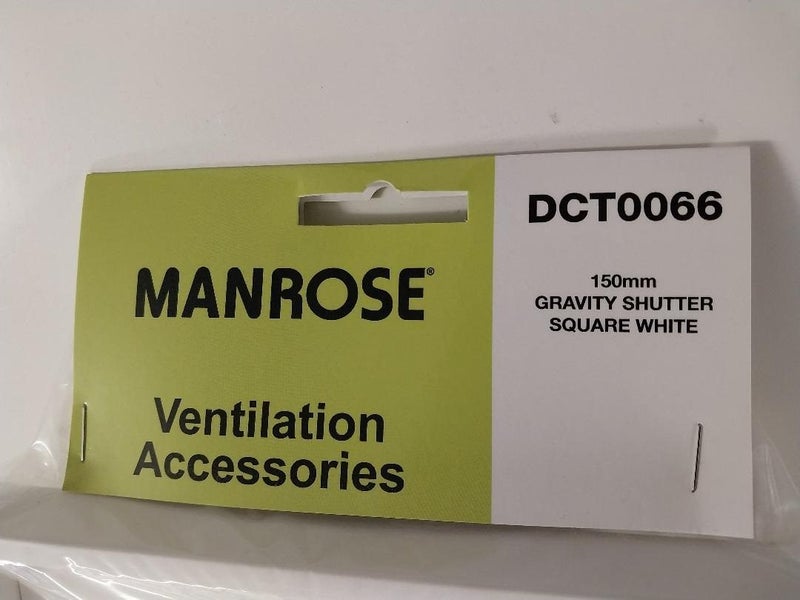 MANROSE®
Ventilation
Accessories
DCT0066
150mm
GRAVITY SHUTTER
SQUARE WHITE